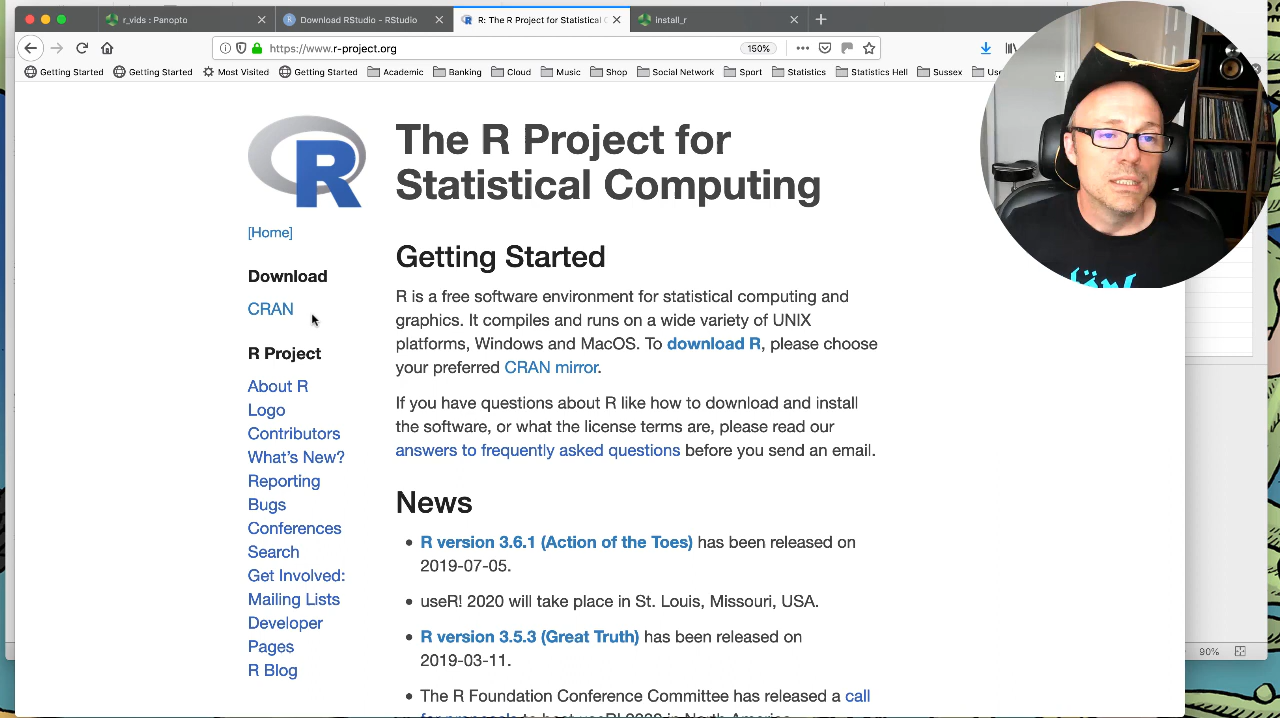 r_vids : Panopto
Download RStudio - RStudio
R: The R Project for Statistical C
install_r
https://www.r-project.org
150%
Getting Started
Getting Started
Most Visited
Getting Started
Academic
Banking
Cloud
Music
Shop
Social Network
Sport
Statistics
Statistics Hell
Sussex
R
The R Project for
Statistical Computing
[Home]
Download
CRAN
R Project
About R
Logo
Contributors
What's New?
Reporting
Bugs
Conferences
Search
Get Involved:
Mailing Lists
Developer
Pages
R Blog
Getting Started
R is a free software environment for statistical computing and
graphics. It compiles and runs on a wide variety of UNIX
platforms, Windows and MacOS. To download R, please choose
your preferred CRAN mirror.
If you have questions about R like how to download and install
the software, or what the license terms are, please read our
answers to frequently asked questions before you send an email.
News
R version 3.6.1 (Action of the Toes) has been released on
2019-07-05.
useR! 2020 will take place in St. Louis, Missouri, USA.
R version 3.5.3 (Great Truth) has been released on
2019-03-11.
The R Foundation Conference Committee has released a call
90%